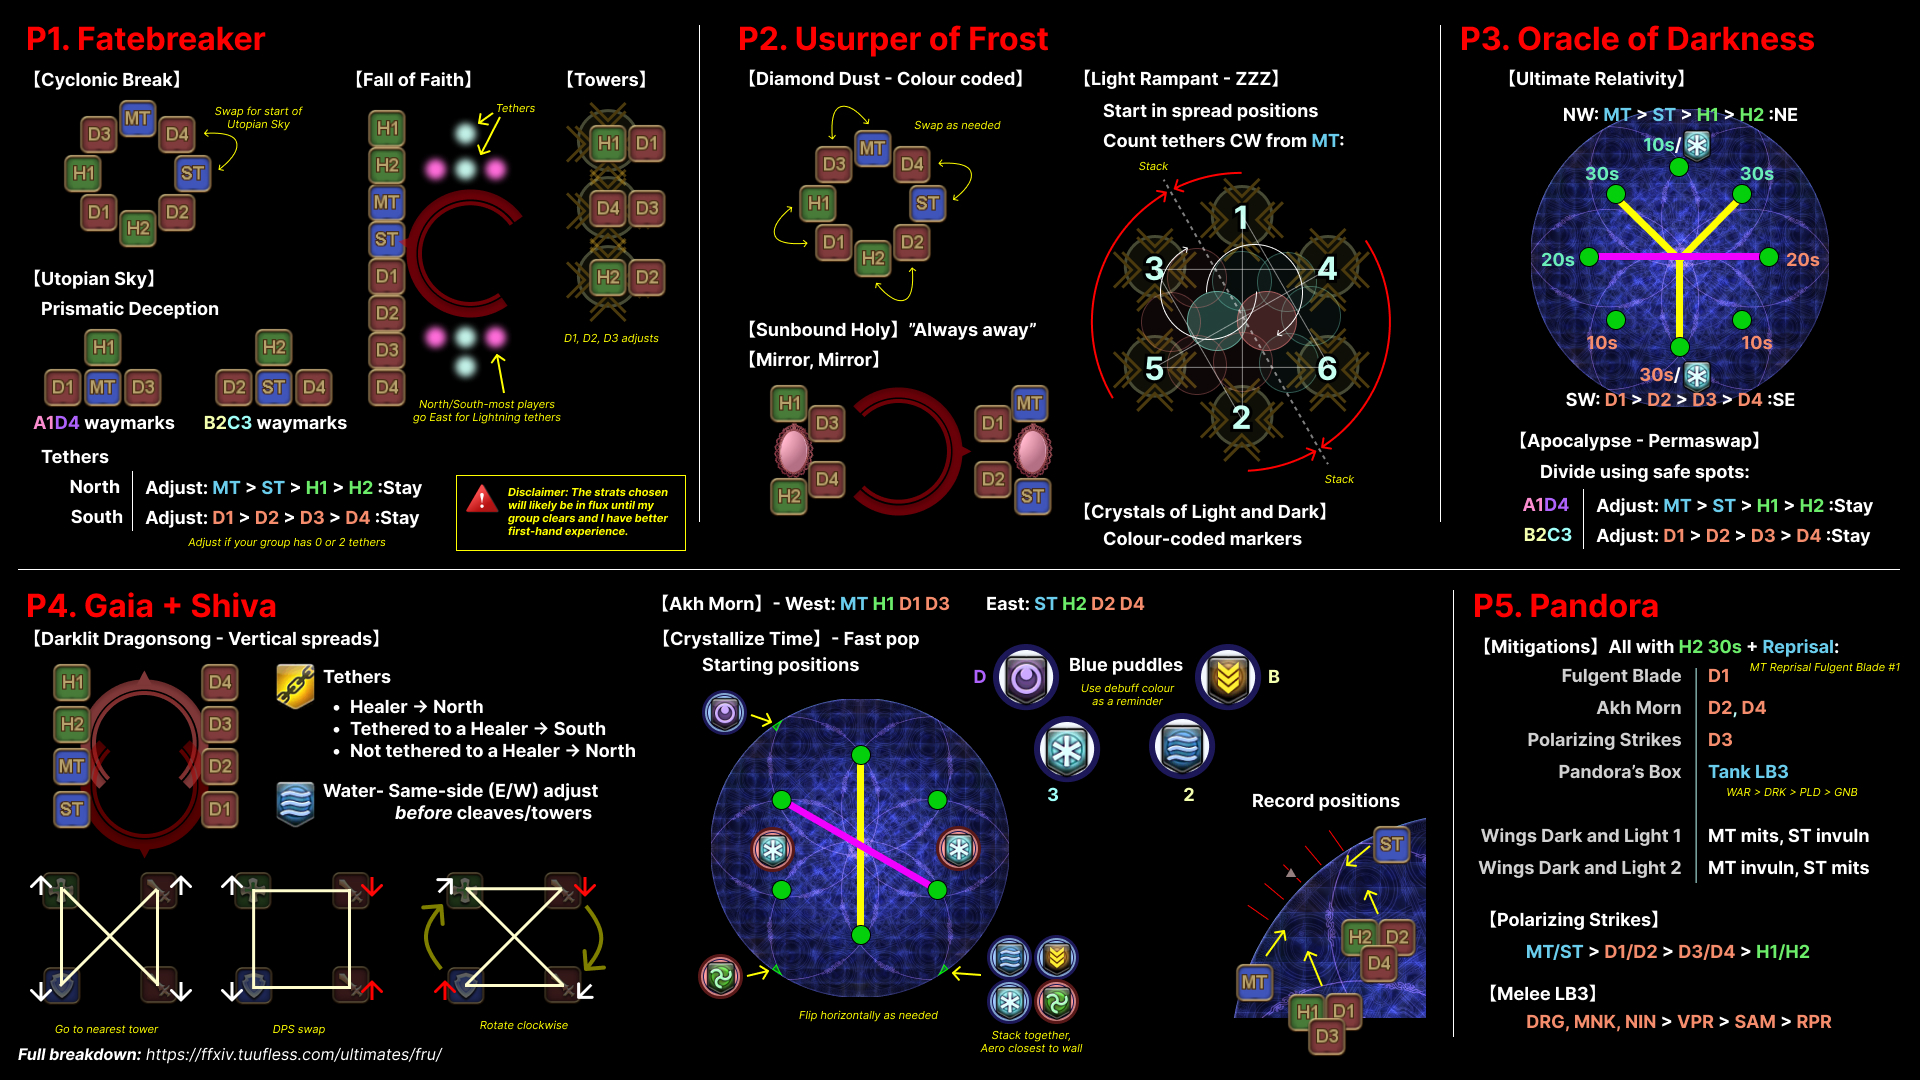 P1. Fatebreaker
【Cyclonic Break】
MT
D3
D4
H1
ST
D1
D2
H2
Swap for start of
Utopian Sky
【Fall of Faith】
H1
H2
MT
ST
D1
D2
D3
D4
Tethers
North/South-most players
go East for Lightning tethers
【Towers】
H1 D1
D4 D3
H2 D2
D1, D2, D3 adjusts
【Utopian Sky】
Prismatic Deception
H1
D1 MT D3
A1D4 waymarks
H2
D2 ST D4
B2C3 waymarks
Tethers
North Adjust: MT > ST > H1 > H2 :Stay
South Adjust: D1 > D2 > D3 > D4 :Stay
Adjust if your group has 0 or 2 tethers
Disclaimer: The strats chosen
will likely be in flux until my
group clears and I have better
first-hand experience.
P2. Usurper of Frost
【Diamond Dust - Colour coded】
MT
D3
D4
H1
ST
D1
D2
H2
Swap as needed
【Sunbound Holy】"Always away"
【Mirror, Mirror】
H1
D3
D4
H2
MT
D1
D2
ST
【Light Rampant - ZZZ】
Start in spread positions
Count tethers CW from MT:
Stack
1
3
4
5
6
2
Stack
【Crystals of Light and Dark】
Colour-coded markers
P3. Oracle of Darkness
【Ultimate Relativity】
NW: MT > ST > H1 > H2 :NE
10s/
30s
30s
20s
20s
10s
10s
30s/
SW: D1 > D2 > D3 > D4 :SE
【Apocalypse - Permaswap】
Divide using safe spots:
A1D4 Adjust: MT > ST > H1 > H2 :Stay
B2C3 Adjust: D1 > D2 > D3 > D4 :Stay
P4. Gaia + Shiva
【Darklit Dragonsong - Vertical spreads】
H1
H2
MT
ST
D4
D3
D2
D1
Tethers
• Healer → North
• Tethered to a Healer → South
• Not tethered to a Healer → North
Water- Same-side (E/W) adjust
before cleaves/towers
Go to nearest tower
DPS swap
Rotate clockwise
Full breakdown: https://ffxiv.tuufless.com/ultimates/fru/
【Akh Morn】- West: MT H1 D1 D3 East: ST H2 D2 D4
【Crystallize Time】- Fast pop
Starting positions
Flip horizontally as needed
Stack together,
Aero closest to wall
D
Blue puddles
B
Use debuff colour
as a reminder
3
2
Record positions
ST
H2 D2
D4
MT
H1 D1
D3
P5. Pandora
【Mitigations】All with H2 30s + Reprisal:
MT Reprisal Fulgent Blade #1
Fulgent Blade D1
Akh Morn D2, D4
Polarizing Strikes D3
Pandora's Box Tank LB3
WAR > DRK > PLD > GNB
Wings Dark and Light 1 MT mits, ST invuln
Wings Dark and Light 2 MT invuln, ST mits
【Polarizing Strikes】
MT/ST > D1/D2 > D3/D4 > H1/H2
【Melee LB3】
DRG, MNK, NIN > VPR > SAM > RPR